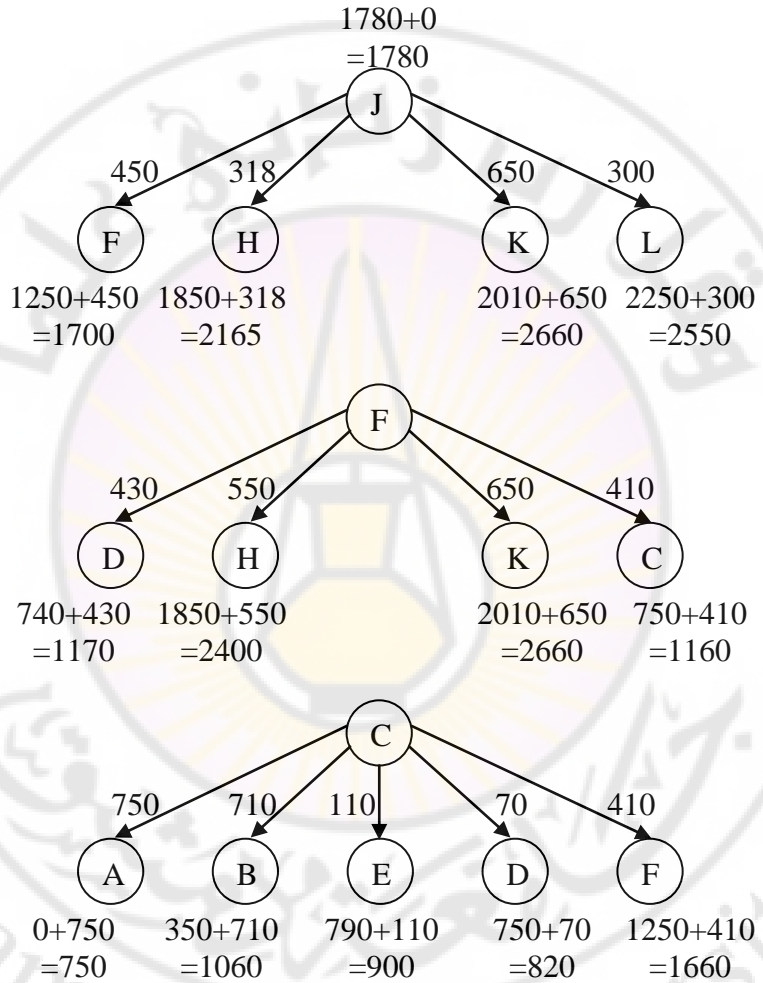 1780+0
=1780
J
450 318 650 300
F H K L
1250+450 1850+318 2010+650 2250+300
=1700 =2165 =2660 =2550
F
430 550 650 410
D H K C
740+430 1850+550 2010+650 750+410
=1170 =2400 =2660 =1160
C
750 710 110 70 410
A B E D F
0+750 350+710 790+110 750+70 1250+410
=750 =1060 =900 =820 =1660